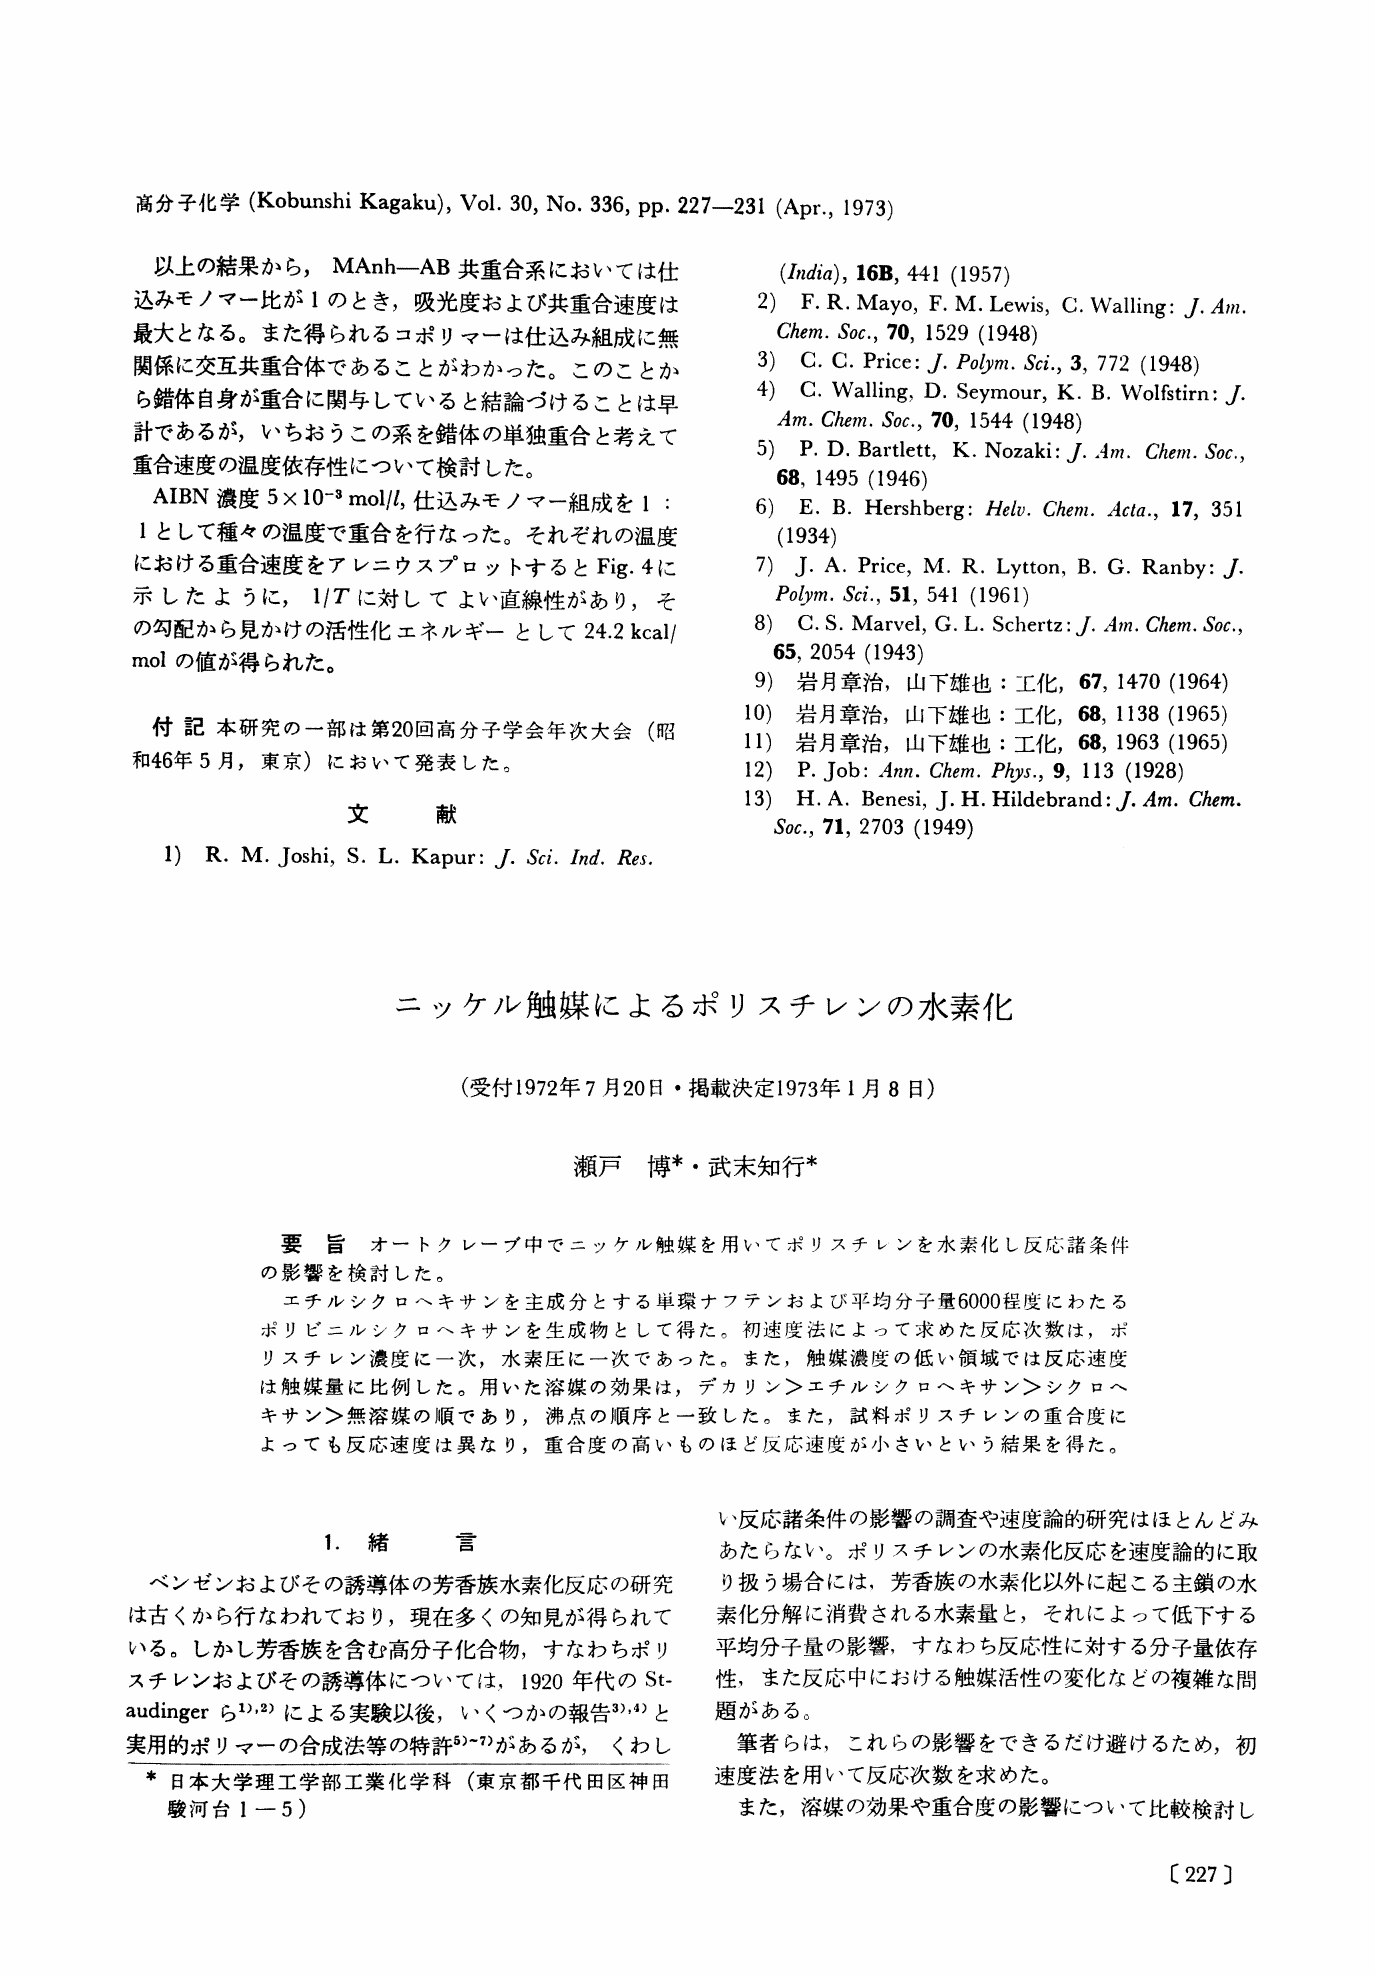 高分子化学 (Kobunshi Kagaku), Vol. 30, No. 336, pp. 227—231 (Apr., 1973)
以上の結果から， MAnh—AB 共重合系においては仕
込みモノマー比が 1 のとき，吸光度および共重合速度は
最大となる。また得られるコポリマーは仕込み組成に無
関係に交互共重合体であることがわかった。このことか
ら錯体自身が重合に関与していると結論づけることは早
計であるが，いちおうこの系を錯体の単独重合と考えて
重合速度の温度依存性について検討した。
AIBN 濃度 5×10⁻³ mol/l, 仕込みモノマー組成を 1 :
1 として種々の温度で重合を行なった。それぞれの温度
における重合速度をアレニウスプロットすると Fig. 4 に
示したように， 1/T に対して よい直線性があり，そ
の勾配から見かけの活性化エネルギー として 24.2 kcal/
mol の値が得られた。
付 記 本研究の一部は第20回高分子学会年次大会（昭
和46年 5 月，東京）において発表した。
文 献
1) R. M. Joshi, S. L. Kapur: J. Sci. Ind. Res.
(India), 16B, 441 (1957)
2) F. R. Mayo, F. M. Lewis, C. Walling: J. Am.
Chem. Soc., 70, 1529 (1948)
3) C. C. Price: J. Polym. Sci., 3, 772 (1948)
4) C. Walling, D. Seymour, K. B. Wolfstirn: J.
Am. Chem. Soc., 70, 1544 (1948)
5) P. D. Bartlett, K. Nozaki: J. Am. Chem. Soc.,
68, 1495 (1946)
6) E. B. Hershberg: Helv. Chem. Acta., 17, 351
(1934)
7) J. A. Price, M. R. Lytton, B. G. Ranby: J.
Polym. Sci., 51, 541 (1961)
8) C. S. Marvel, G. L. Schertz: J. Am. Chem. Soc.,
65, 2054 (1943)
9) 岩月章治，山下雄也：工化，67, 1470 (1964)
10) 岩月章治，山下雄也：工化，68, 1138 (1965)
11) 岩月章治，山下雄也：工化，68, 1963 (1965)
12) P. Job: Ann. Chem. Phys., 9, 113 (1928)
13) H. A. Benesi, J. H. Hildebrand: J. Am. Chem.
Soc., 71, 2703 (1949)
ニッケル触媒によるポリスチレンの水素化
（受付1972年 7 月20日・掲載決定1973年 1 月 8 日）
瀬戸 博*・武末知行*
要 旨 オートクレーブ中でニッケル触媒を用いてポリスチレンを水素化し反応諸条件
の影響を検討した。
エチルシクロヘキサンを主成分とする単環ナフテンおよび平均分子量6000程度にわたる
ポリビニルシクロヘキサンを生成物として得た。初速度法によって求めた反応次数は，ポ
リスチレン濃度に一次，水素圧に一次であった。また，触媒濃度の低い領域では反応速度
は触媒量に比例した。用いた溶媒の効果は，デカリン＞エチルシクロヘキサン＞シクロヘ
キサン＞無溶媒の順であり，沸点の順序と一致した。また，試料ポリスチレンの重合度に
よっても反応速度は異なり，重合度の高いものほど反応速度が小さいという結果を得た。
1. 緒 言
ベンゼンおよびその誘導体の芳香族水素化反応の研究
は古くから行なわれており，現在多くの知見が得られて
いる。しかし芳香族を含む高分子化合物，すなわちポリ
スチレンおよびその誘導体については，1920 年代の St-
audinger ら¹⁾,²⁾ による実験以後，いくつかの報告³⁾,⁴⁾ と
実用的ポリマーの合成法等の特許⁵⁾~⁷⁾があるが， くわし
* 日本大学理工学部工業化学科（東京都千代田区神田
駿河台 1 — 5）
い反応諸条件の影響の調査や速度論的研究はほとんどみ
あたらない。ポリスチレンの水素化反応を速度論的に取
り扱う場合には，芳香族の水素化以外に起こる主鎖の水
素化分解に消費される水素量と，それによって低下する
平均分子量の影響，すなわち反応性に対する分子量依存
性，また反応中における触媒活性の変化などの複雑な問
題がある。
筆者らは，これらの影響をできるだけ避けるため，初
速度法を用いて反応次数を求めた。
また，溶媒の効果や重合度の影響について比較検討し
〔 227 〕